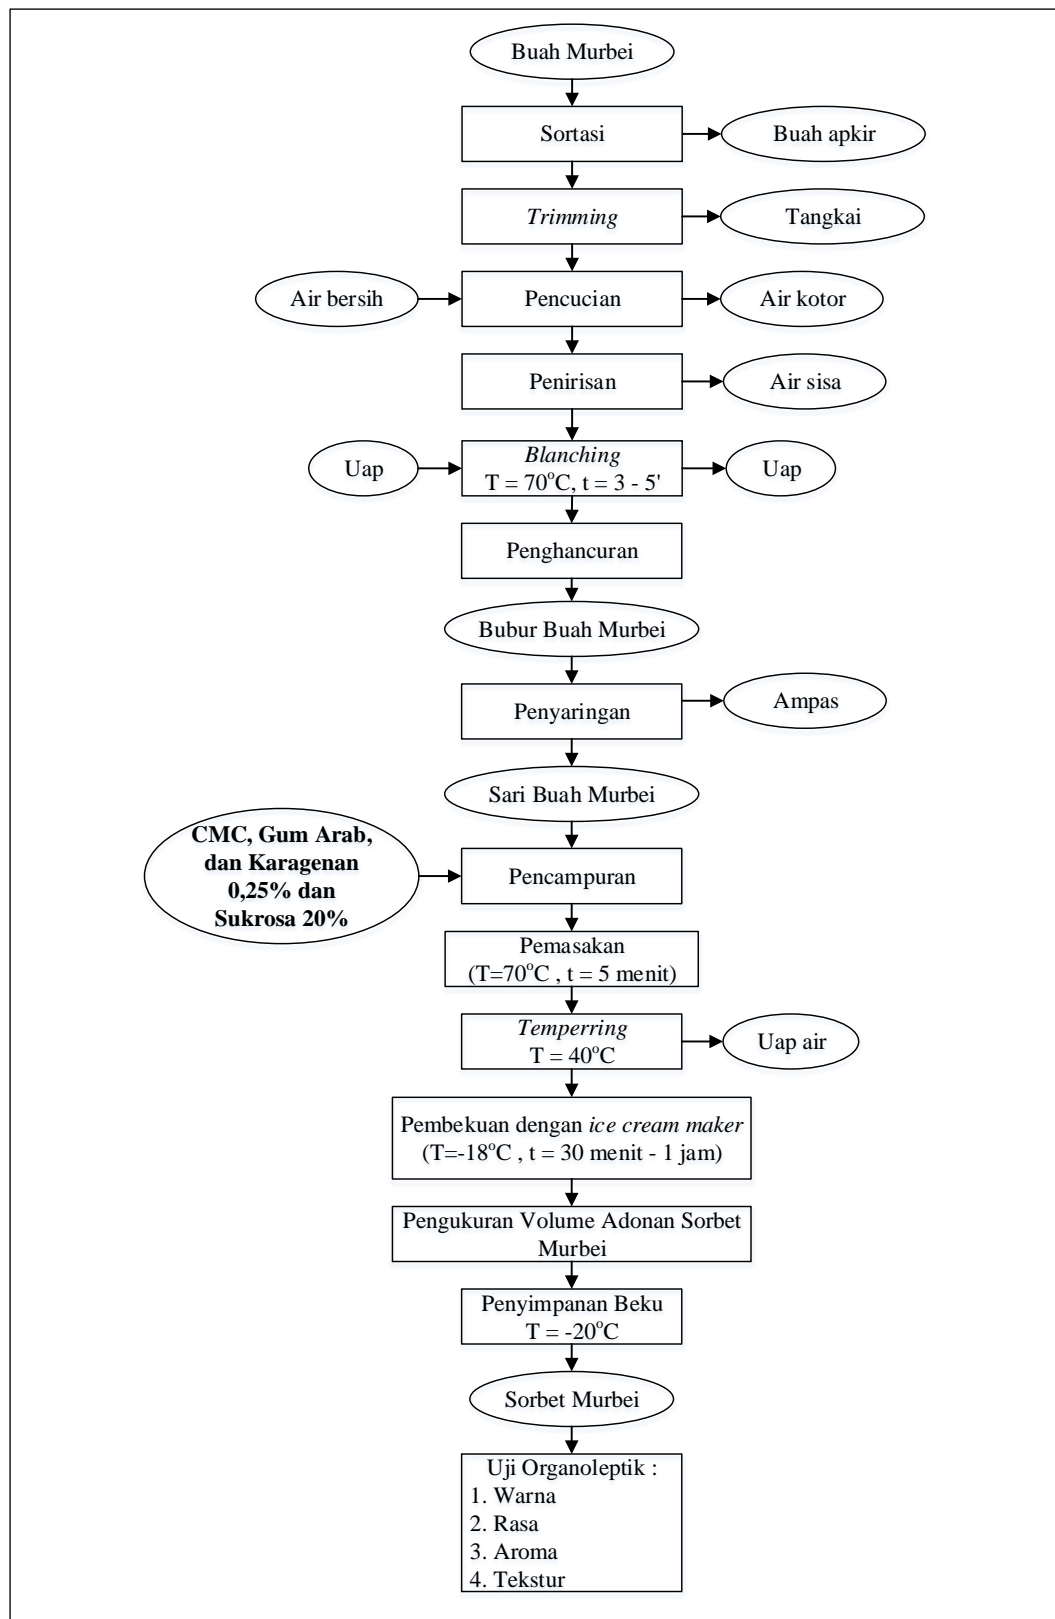 Buah Murbei
Sortasi
Buah apkir
Trimming
Tangkai
Air bersih
Pencucian
Air kotor
Penirisan
Air sisa
Uap
Blanching
T = 70°C, t = 3 - 5'
Uap
Penghancuran
Bubur Buah Murbei
Penyaringan
Ampas
Sari Buah Murbei
CMC, Gum Arab,
dan Karagenan
0,25% dan
Sukrosa 20%
Pencampuran
Pemasakan
(T=70°C , t = 5 menit)
Temperring
T = 40°C
Uap air
Pembekuan dengan ice cream maker
(T=-18°C , t = 30 menit - 1 jam)
Pengukuran Volume Adonan Sorbet
Murbei
Penyimpanan Beku
T = -20°C
Sorbet Murbei
Uji Organoleptik :
1. Warna
2. Rasa
3. Aroma
4. Tekstur